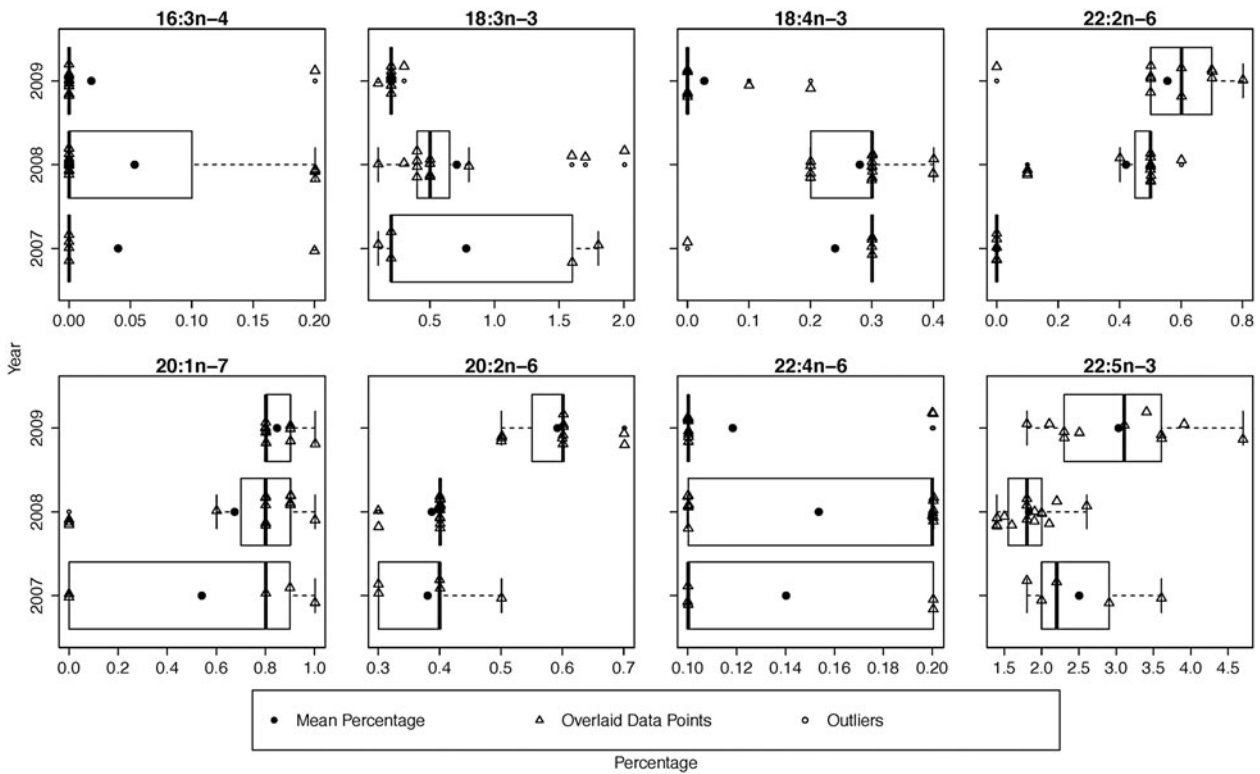 16:3n−4 18:3n−3 18:4n−3 22:2n−6
2009
2008
2007
0.00 0.05 0.10 0.15 0.20 0.5 1.0 1.5 2.0 0.0 0.1 0.2 0.3 0.4 0.0 0.2 0.4 0.6 0.8
Year
20:1n−7 20:2n−6 22:4n−6 22:5n−3
2009
2008
2007
0.0 0.2 0.4 0.6 0.8 1.0 0.3 0.4 0.5 0.6 0.7 0.10 0.12 0.14 0.16 0.18 0.20 1.5 2.0 2.5 3.0 3.5 4.0 4.5
Mean Percentage Overlaid Data Points Outliers
Percentage